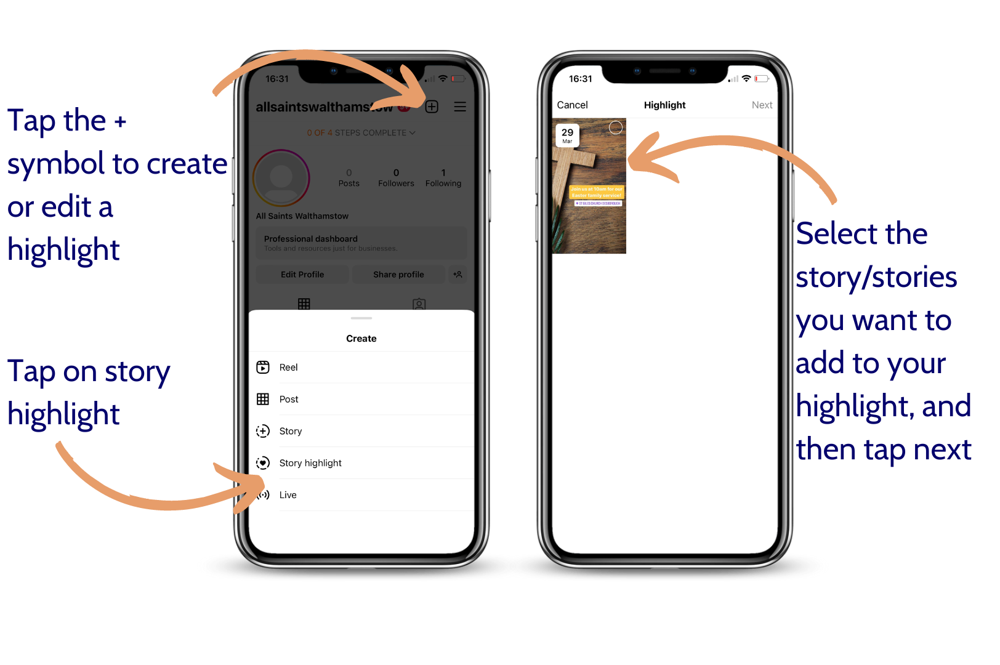 Tap the +
symbol to create
or edit a
highlight
Tap on story
highlight
16:31
allsaintswalthamstow
0 OF 4 STEPS COMPLETE
0
Posts
0
Followers
1
Following
All Saints Walthamstow
Professional dashboard
Tools and resources just for businesses.
Edit Profile
Share profile
Create
Reel
Post
Story
Story highlight
Live
16:31
Cancel
Highlight
Next
29
Mar
Join us at 10am for our
Easter family service!
ST GILES CHURCH DESBOROUGH
Select the
story/stories
you want to
add to your
highlight, and
then tap next